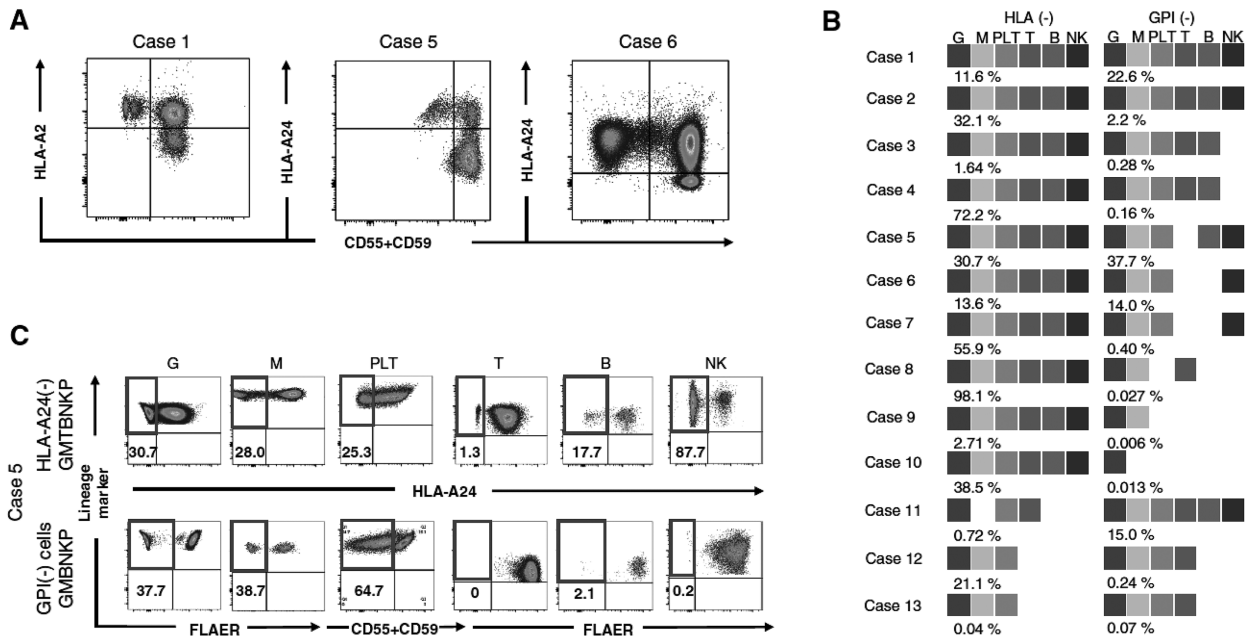 A
Case 1
Case 5
Case 6
HLA-A2
HLA-A24
HLA-A24
CD55+CD59
B
HLA (-)
GPI (-)
G M PLT T B NK
G M PLT T B NK
Case 1
11.6 %
22.6 %
Case 2
32.1 %
2.2 %
Case 3
1.64 %
0.28 %
Case 4
72.2 %
0.16 %
Case 5
30.7 %
37.7 %
Case 6
13.6 %
14.0 %
Case 7
55.9 %
0.40 %
Case 8
98.1 %
0.027 %
Case 9
2.71 %
0.006 %
Case 10
38.5 %
0.013 %
Case 11
0.72 %
15.0 %
Case 12
21.1 %
0.24 %
Case 13
0.04 %
0.07 %
C
G M PLT T B NK
Case 5
HLA-A24(-)
GMTBNKP
Lineage
marker
30.7 28.0 25.3 1.3 17.7 87.7
HLA-A24
GPI(-) cells
GMBNKP
37.7 38.7 64.7 0 2.1 0.2
FLAER CD55+CD59 FLAER